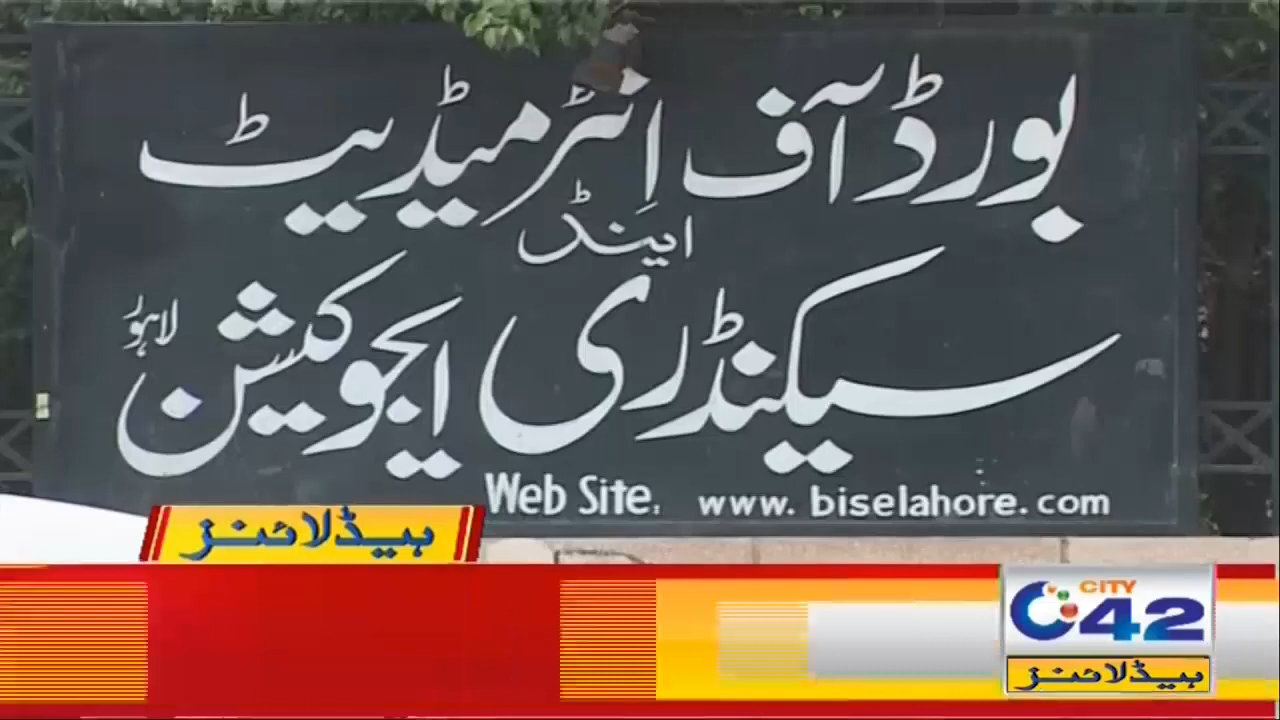 بورڈ آف انٹرمیڈیٹ
اینڈ
سیکنڈری ایجوکیشن لاہور
Web Site: www.biselahore.com
ہیڈلائنز
CITY
42
ہیڈلائنز